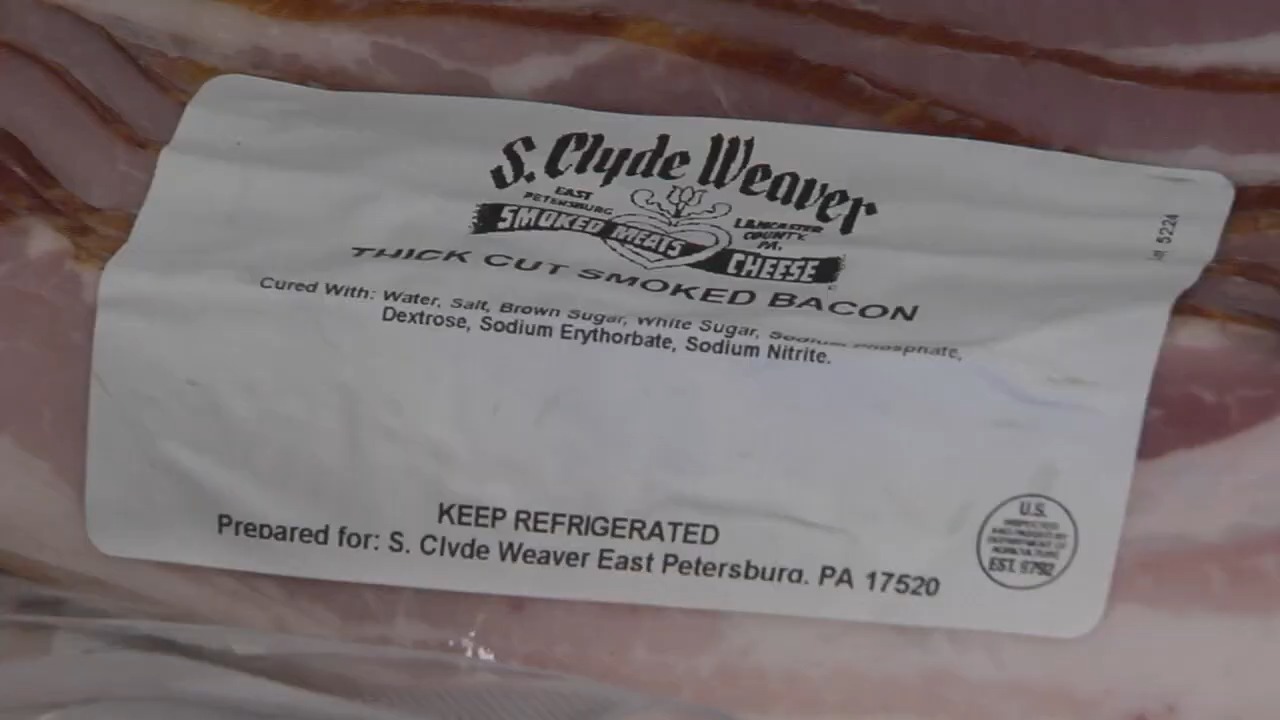 S. Clyde Weaver
EAST
PETERSBURG
LANCASTER
COUNTY,
PA.
SMOKED MEATS
CHEESE
THICK CUT SMOKED BACON
Cured With: Water, Salt, Brown Sugar, White Sugar, Sodium Phosphate,
Dextrose, Sodium Erythorbate, Sodium Nitrite.
5224
KEEP REFRIGERATED
Prepared for: S. Clyde Weaver East Petersburg, PA 17520
U.S.
INSPECTED
AND PASSED BY
DEPARTMENT OF
AGRICULTURE
EST. 9792